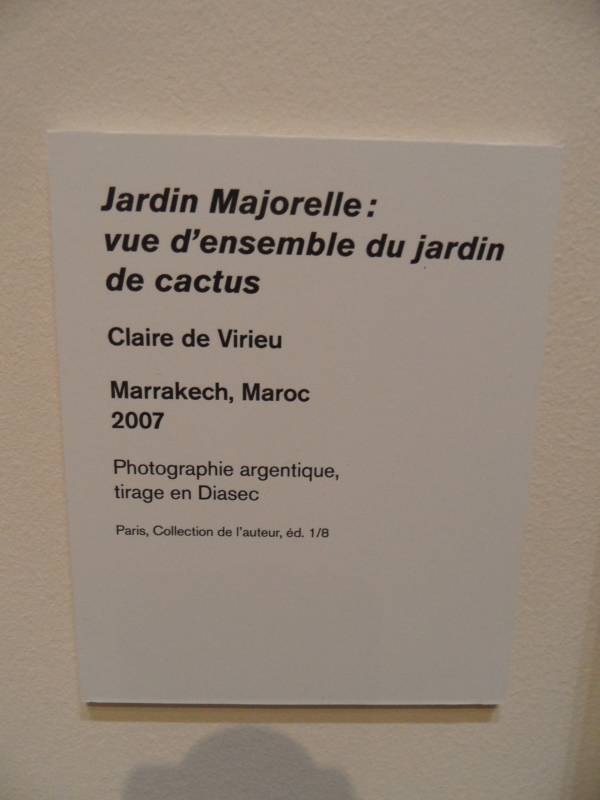 Jardin Majorelle :
vue d'ensemble du jardin
de cactus
Claire de Virieu
Marrakech, Maroc
2007
Photographie argentique,
tirage en Diasec
Paris, Collection de l'auteur, éd. 1/8